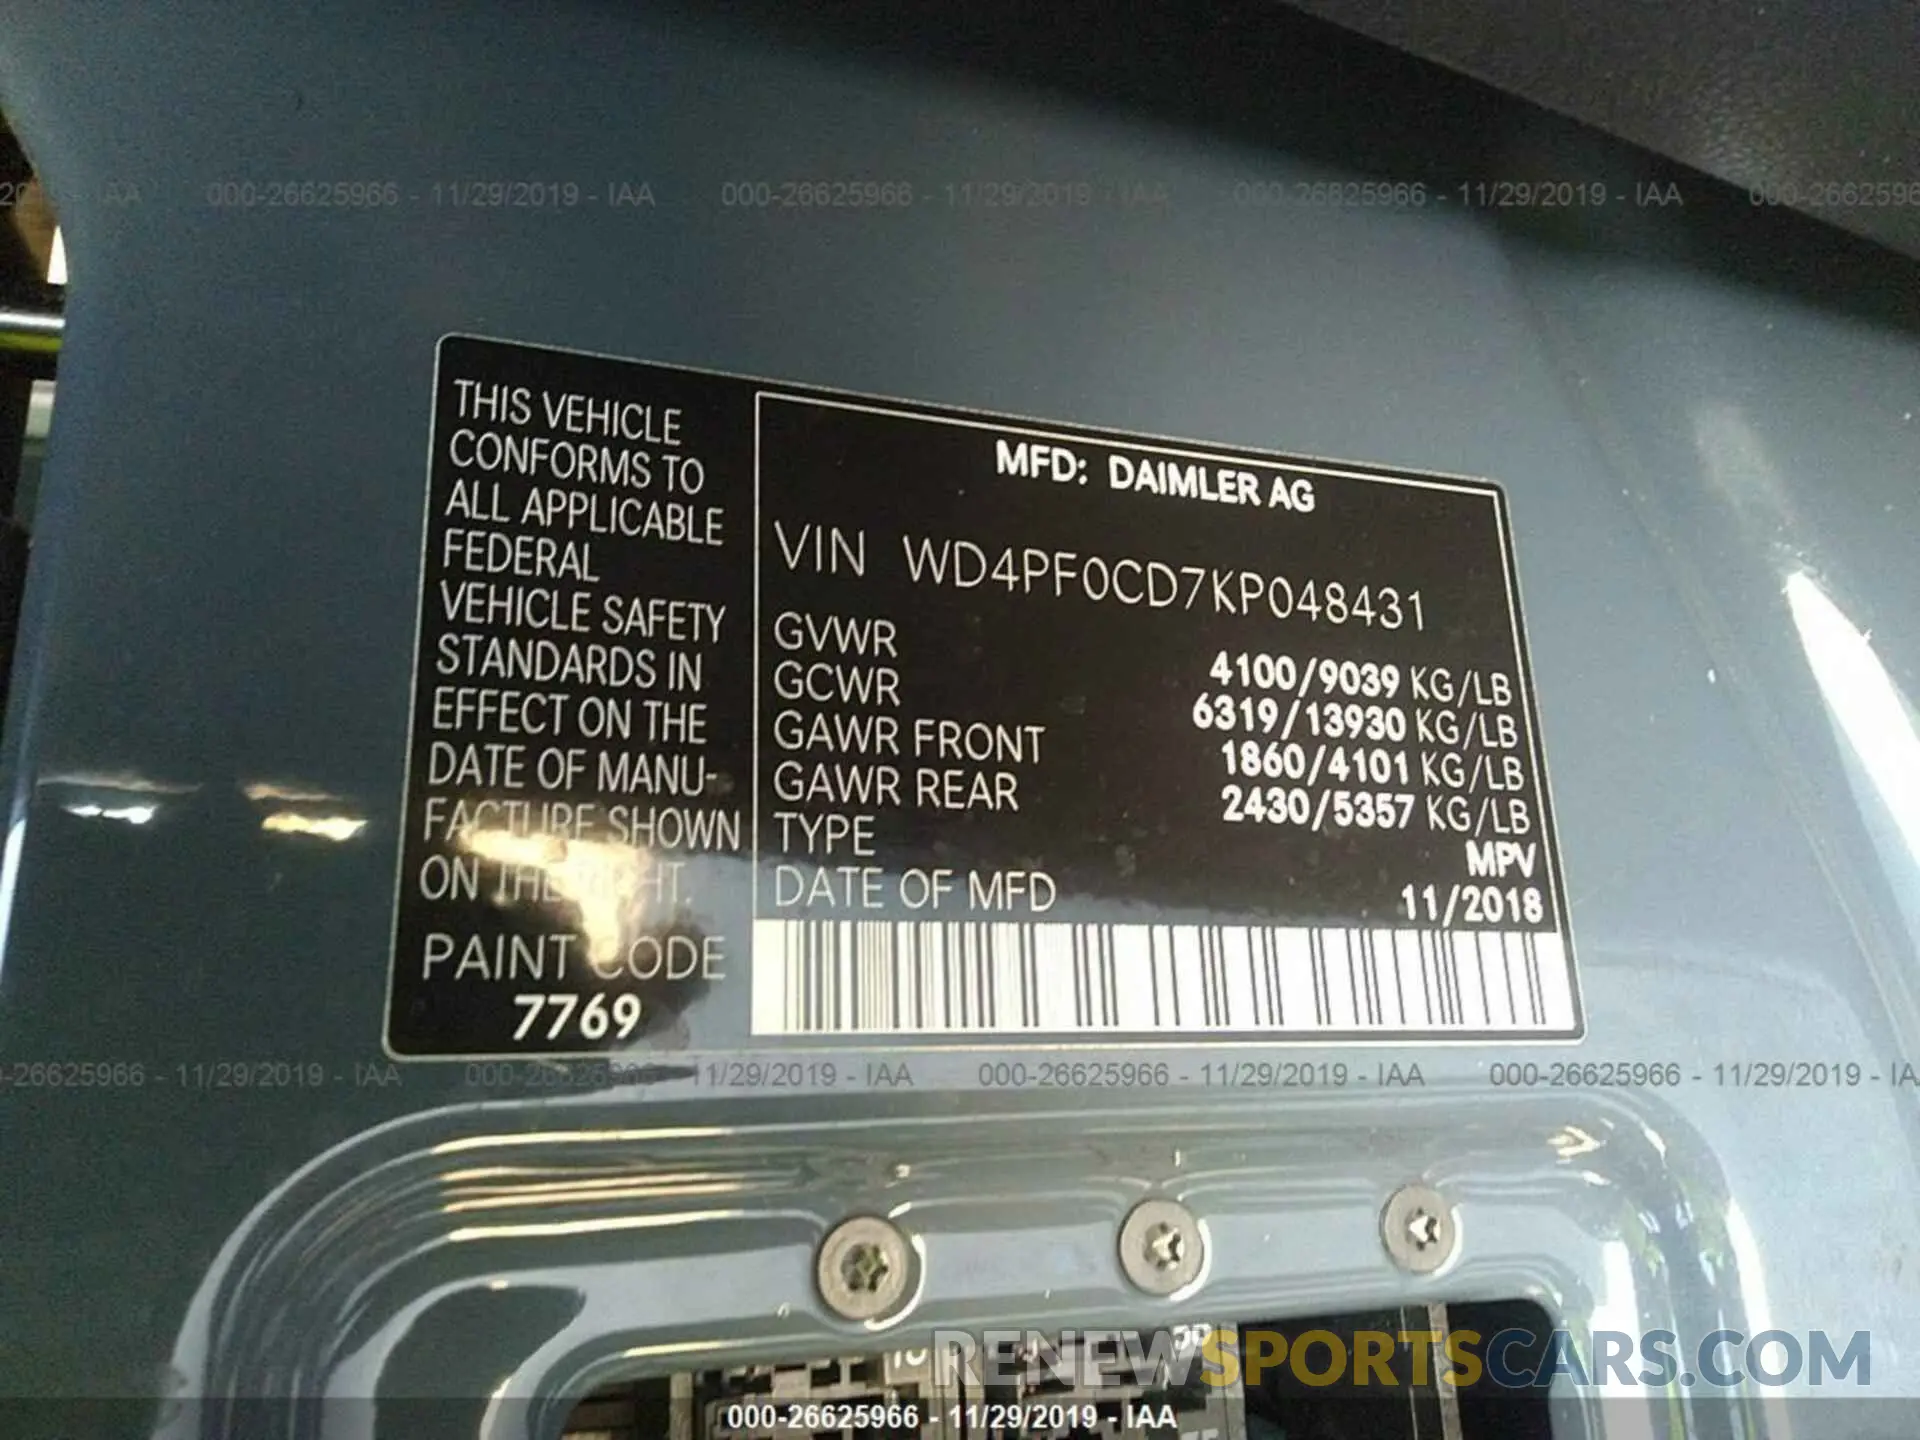 000-26625966 - 11/29/2019 - IAA 000-26625966 - 11/29/2019 - IAA 000-26625966 - 11/29/2019 - IAA
THIS VEHICLE
CONFORMS TO
ALL APPLICABLE
FEDERAL
VEHICLE SAFETY
STANDARDS IN
EFFECT ON THE
DATE OF MANU-
FACTURE SHOWN
ON THE RIGHT.
PAINT CODE
7769
MFD: DAIMLER AG
VIN WD4PF0CD7KP048431
GVWR 4100/9039 KG/LB
GCWR 6319/13930 KG/LB
GAWR FRONT 1860/4101 KG/LB
GAWR REAR 2430/5357 KG/LB
TYPE MPV
DATE OF MFD 11/2018
-26625966 - 11/29/2019 - IAA 000-26625966 - 11/29/2019 - IAA 000-26625966 - 11/29/2019 - IAA 000-26625966 - 11/29/2019 - IA
RENEWSPORTSCARS.COM
000-26625966 - 11/29/2019 - IAA